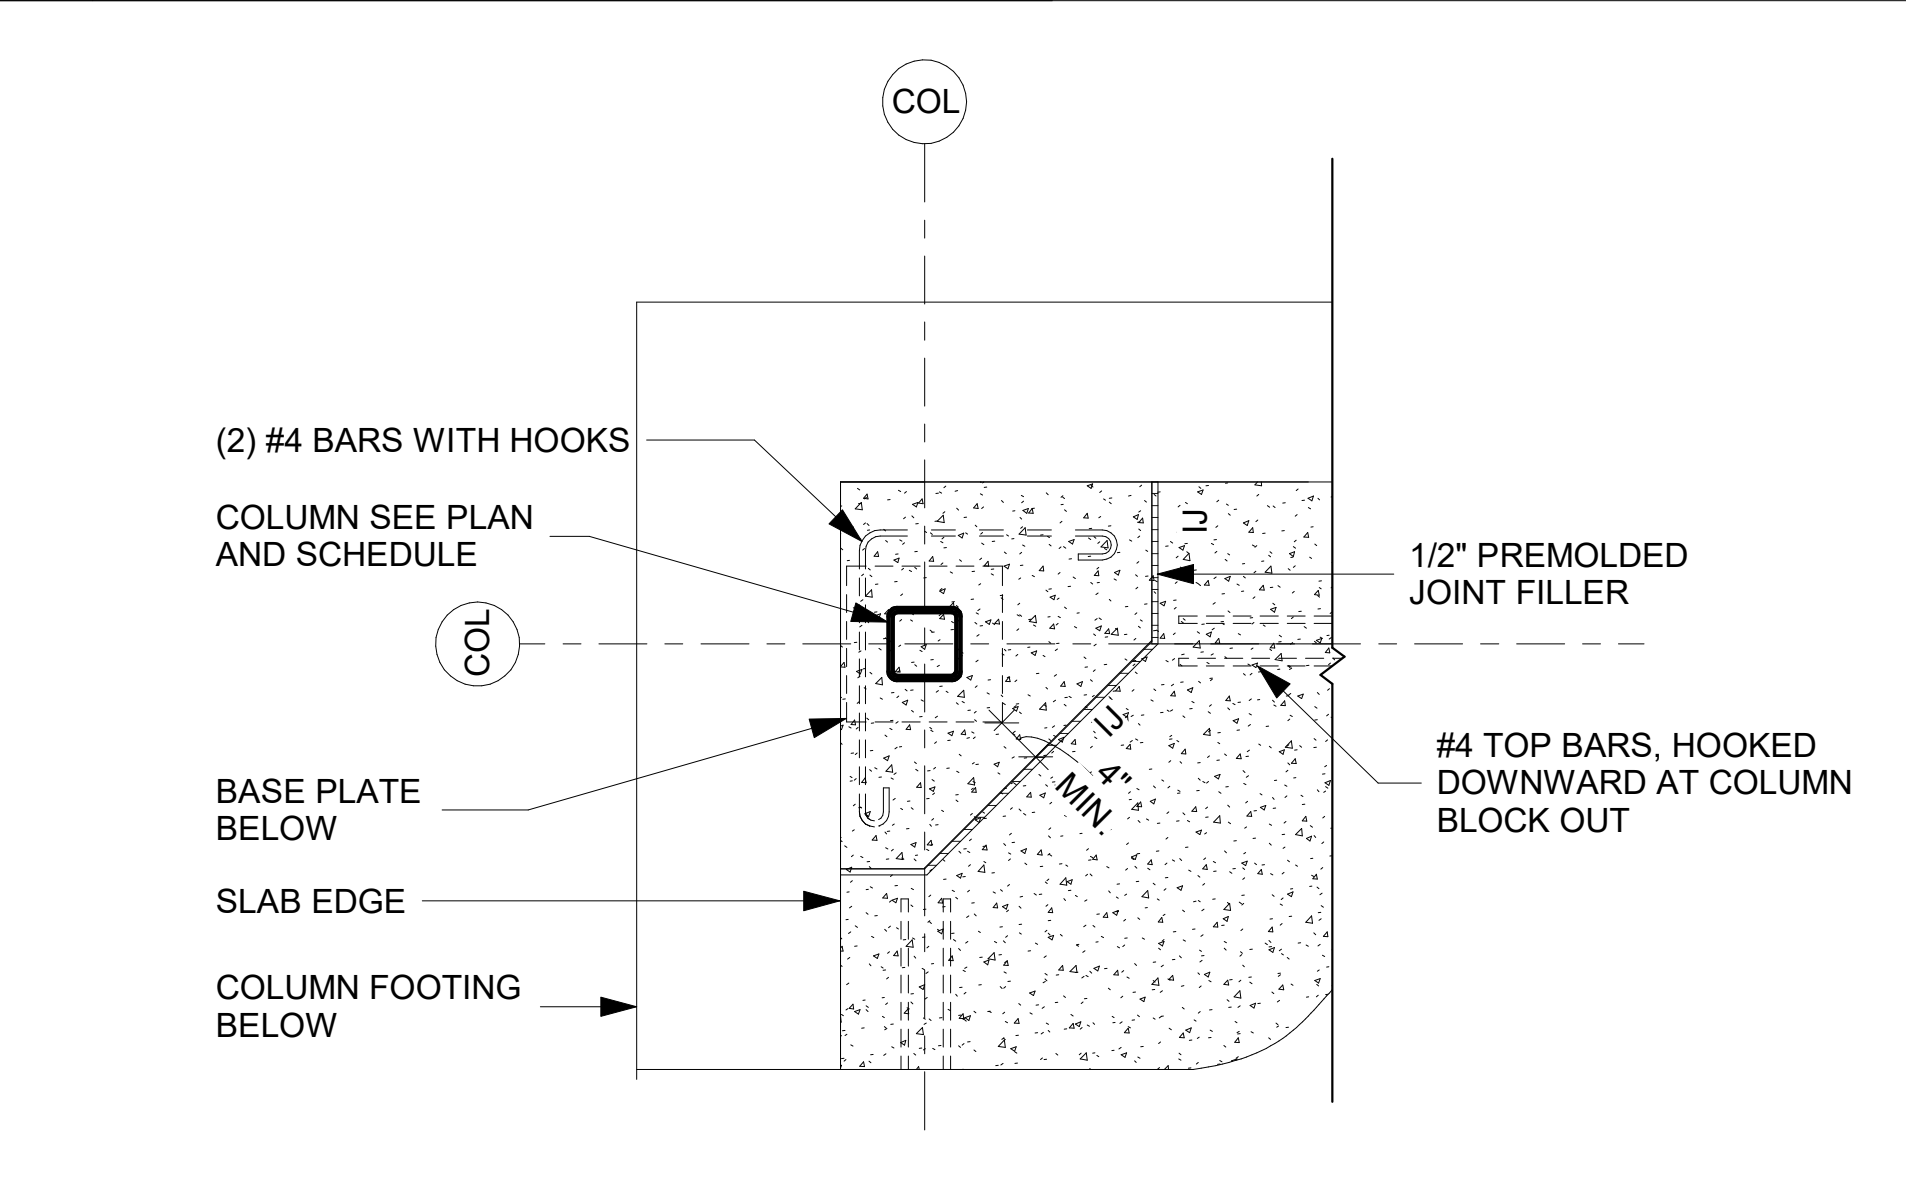 COL
(2) #4 BARS WITH HOOKS
COLUMN SEE PLAN
AND SCHEDULE
COL
BASE PLATE
BELOW
SLAB EDGE
COLUMN FOOTING
BELOW
IJ
IJ
4"
MIN.
1/2" PREMOLDED
JOINT FILLER
#4 TOP BARS, HOOKED
DOWNWARD AT COLUMN
BLOCK OUT